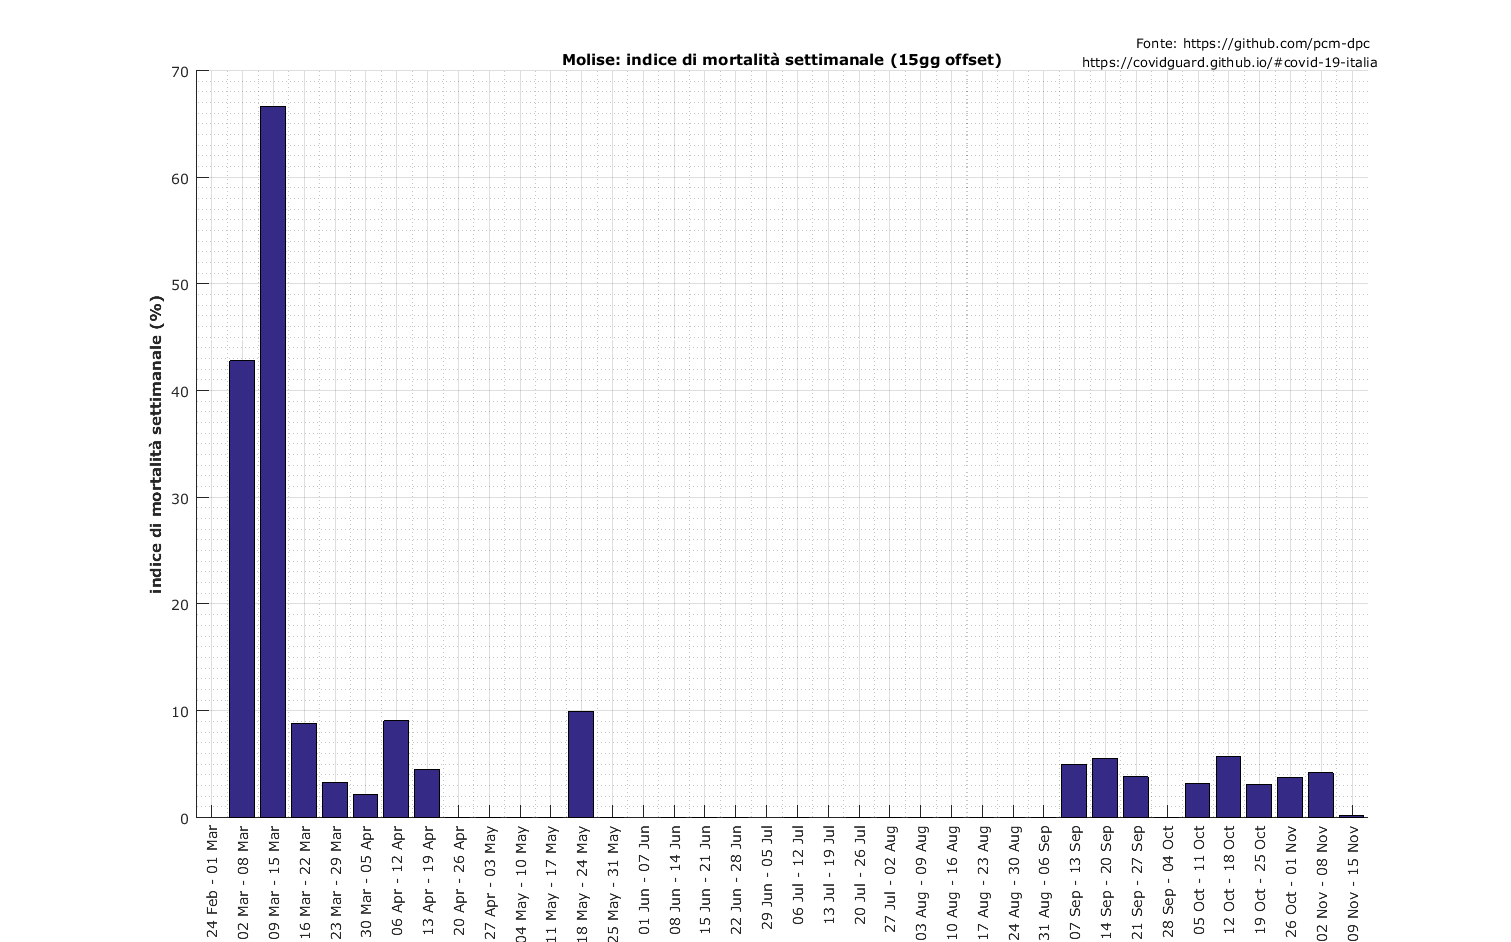 Fonte: https://github.com/pcm-dpc
https://covidguard.github.io/#covid-19-italia
Molise: indice di mortalità settimanale (15gg offset)
indice di mortalità settimanale (%)
70
60
50
40
30
20
10
0
24 Feb - 01 Mar
02 Mar - 08 Mar
09 Mar - 15 Mar
16 Mar - 22 Mar
23 Mar - 29 Mar
30 Mar - 05 Apr
06 Apr - 12 Apr
13 Apr - 19 Apr
20 Apr - 26 Apr
27 Apr - 03 May
04 May - 10 May
11 May - 17 May
18 May - 24 May
25 May - 31 May
01 Jun - 07 Jun
08 Jun - 14 Jun
15 Jun - 21 Jun
22 Jun - 28 Jun
29 Jun - 05 Jul
06 Jul - 12 Jul
13 Jul - 19 Jul
20 Jul - 26 Jul
27 Jul - 02 Aug
03 Aug - 09 Aug
10 Aug - 16 Aug
17 Aug - 23 Aug
24 Aug - 30 Aug
31 Aug - 06 Sep
07 Sep - 13 Sep
14 Sep - 20 Sep
21 Sep - 27 Sep
28 Sep - 04 Oct
05 Oct - 11 Oct
12 Oct - 18 Oct
19 Oct - 25 Oct
26 Oct - 01 Nov
02 Nov - 08 Nov
09 Nov - 15 Nov